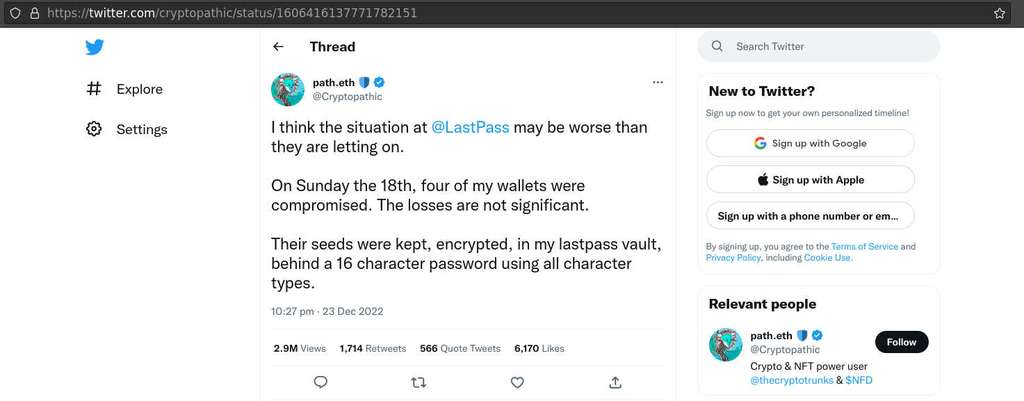 https://twitter.com/cryptopathic/status/1606416137771782151
Explore
Settings
Thread
path.eth
@Cryptopathic
I think the situation at @LastPass may be worse than
they are letting on.
On Sunday the 18th, four of my wallets were
compromised. The losses are not significant.
Their seeds were kept, encrypted, in my lastpass vault,
behind a 16 character password using all character
types.
10:27 pm · 23 Dec 2022
2.9M Views 1,714 Retweets 566 Quote Tweets 6,170 Likes
Search Twitter
New to Twitter?
Sign up now to get your own personalized timeline!
Sign up with Google
Sign up with Apple
Sign up with a phone number or em...
By signing up, you agree to the Terms of Service and
Privacy Policy, including Cookie Use.
Relevant people
path.eth
@Cryptopathic
Follow
Crypto & NFT power user
@thecryptotrunks & $NFD